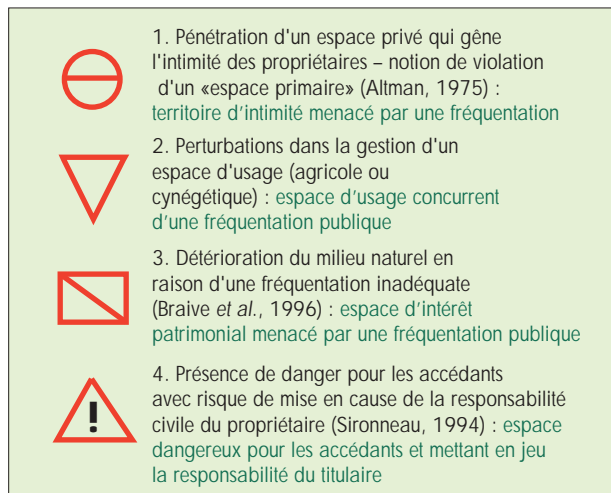 1. Pénétration d'un espace privé qui gêne
l'intimité des propriétaires – notion de violation
d'un «espace primaire» (Altman, 1975) :
territoire d'intimité menacé par une fréquentation
2. Perturbations dans la gestion d'un
espace d'usage (agricole ou
cynégétique) : espace d'usage concurrent
d'une fréquentation publique
3. Détérioration du milieu naturel en
raison d'une fréquentation inadéquate
(Braive et al., 1996) : espace d'intérêt
patrimonial menacé par une fréquentation publique
!
4. Présence de danger pour les accédants
avec risque de mise en cause de la responsabilité
civile du propriétaire (Sironneau, 1994) : espace
dangereux pour les accédants et mettant en jeu
la responsabilité du titulaire